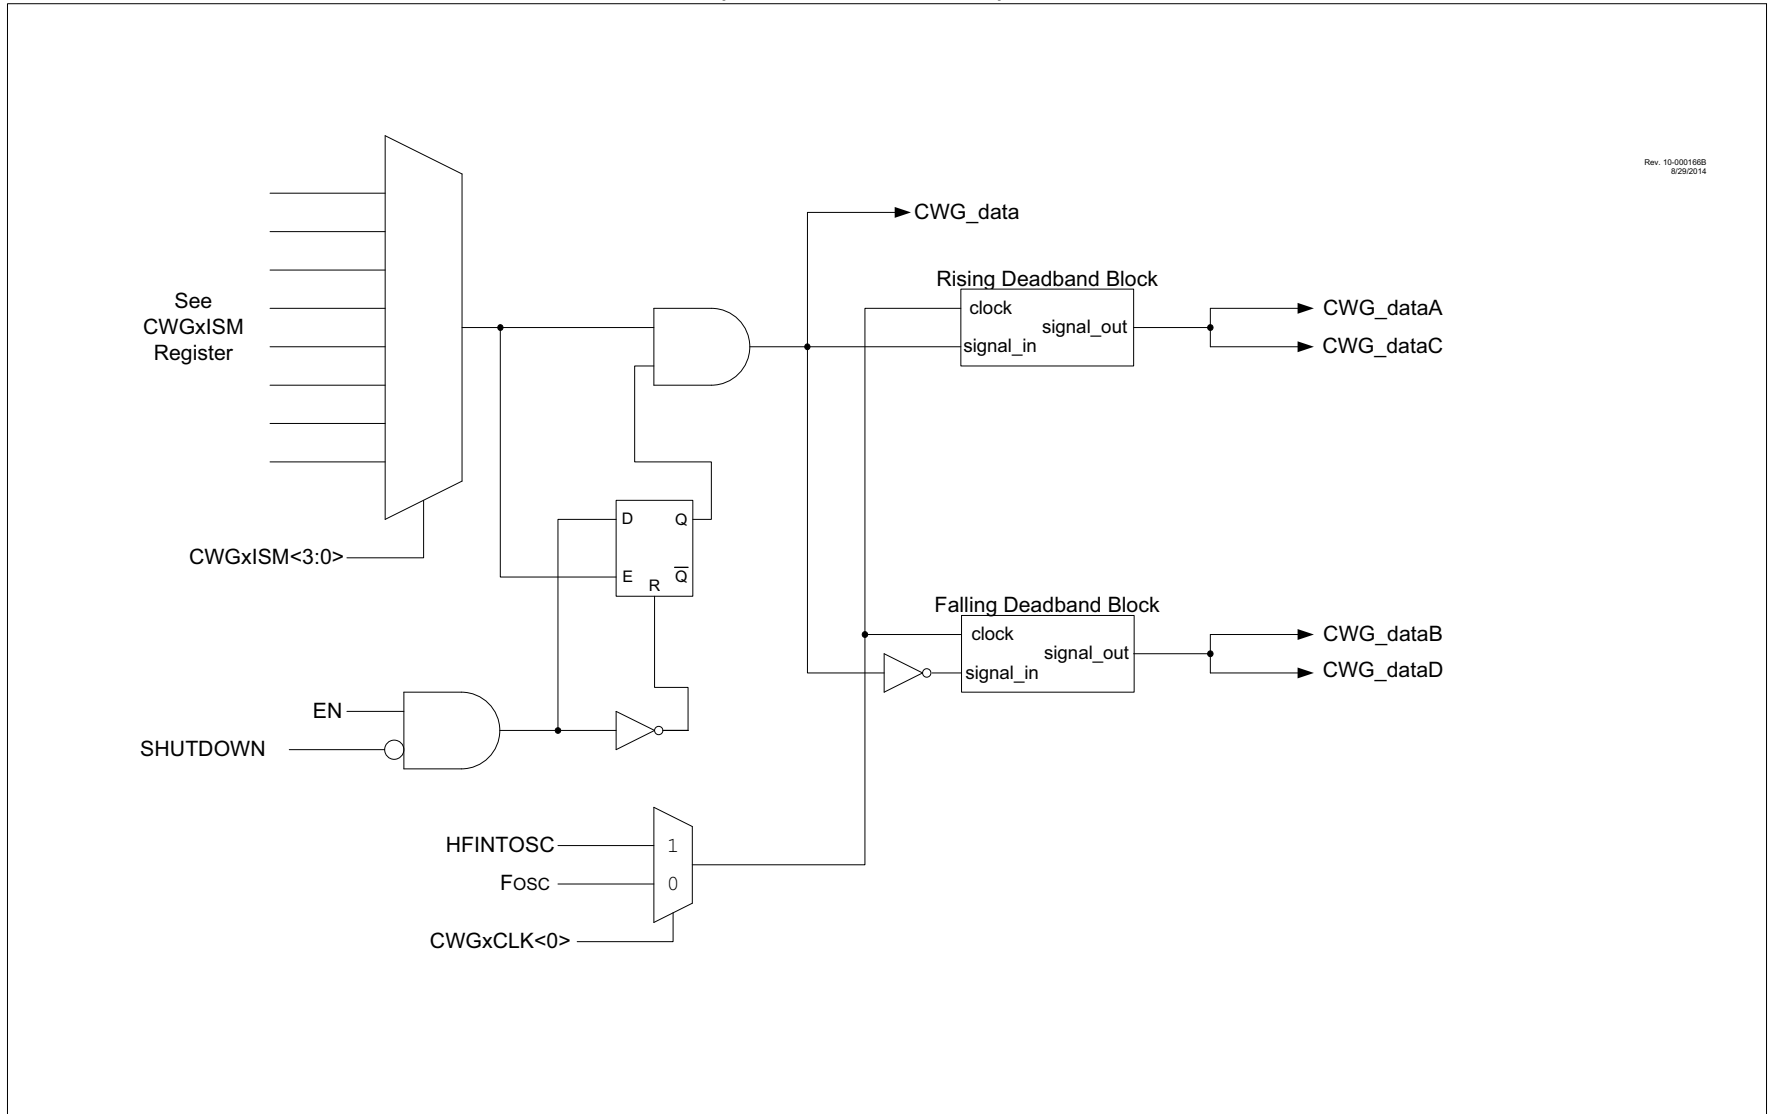 Rev. 10-000166B
8/29/2014
CWG_data
Rising Deadband Block
clock
signal_out
signal_in
CWG_dataA
CWG_dataC
See
CWGxISM
Register
D
Q
E
R
Q̅
CWGxISM<3:0>
Falling Deadband Block
clock
signal_out
signal_in
CWG_dataB
CWG_dataD
EN
SHUTDOWN
HFINTOSC
1
FOSC
0
CWGxCLK<0>